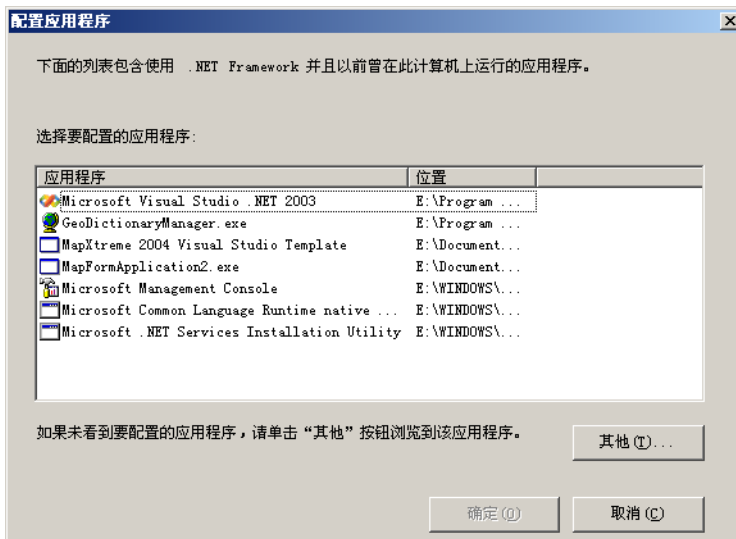 配置应用程序
下面的列表包含使用 .NET Framework 并且以前曾在此计算机上运行的应用程序。
选择要配置的应用程序:
应用程序 位置
Microsoft Visual Studio .NET 2003 E:\Program ...
GeoDictionaryManager.exe E:\Program ...
MapXtreme 2004 Visual Studio Template E:\Document...
MapFormApplication2.exe E:\Document...
Microsoft Management Console E:\WINDOWS\...
Microsoft Common Language Runtime native ... E:\WINDOWS\...
Microsoft .NET Services Installation Utility E:\WINDOWS\...
如果未看到要配置的应用程序，请单击“其他”按钮浏览到该应用程序。
其他(T)...
确定(O) 取消(C)